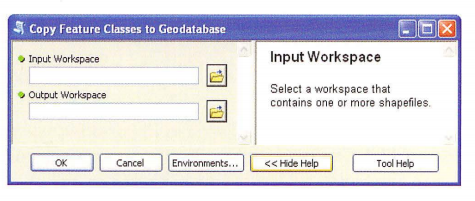 Copy Feature Classes to Geodatabase
Input Workspace
Output Workspace
Input Workspace
Select a workspace that
contains one or more shapefiles.
OK
Cancel
Environments...
<< Hide Help
Tool Help